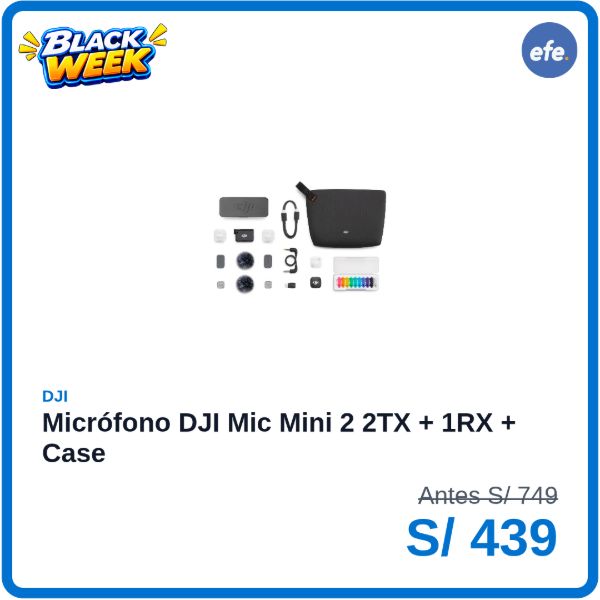 BLACK
WEEK
efe.
DJI
Micrófono DJI Mic Mini 2 2TX + 1RX +
Case
Antes S/ 749
S/ 439